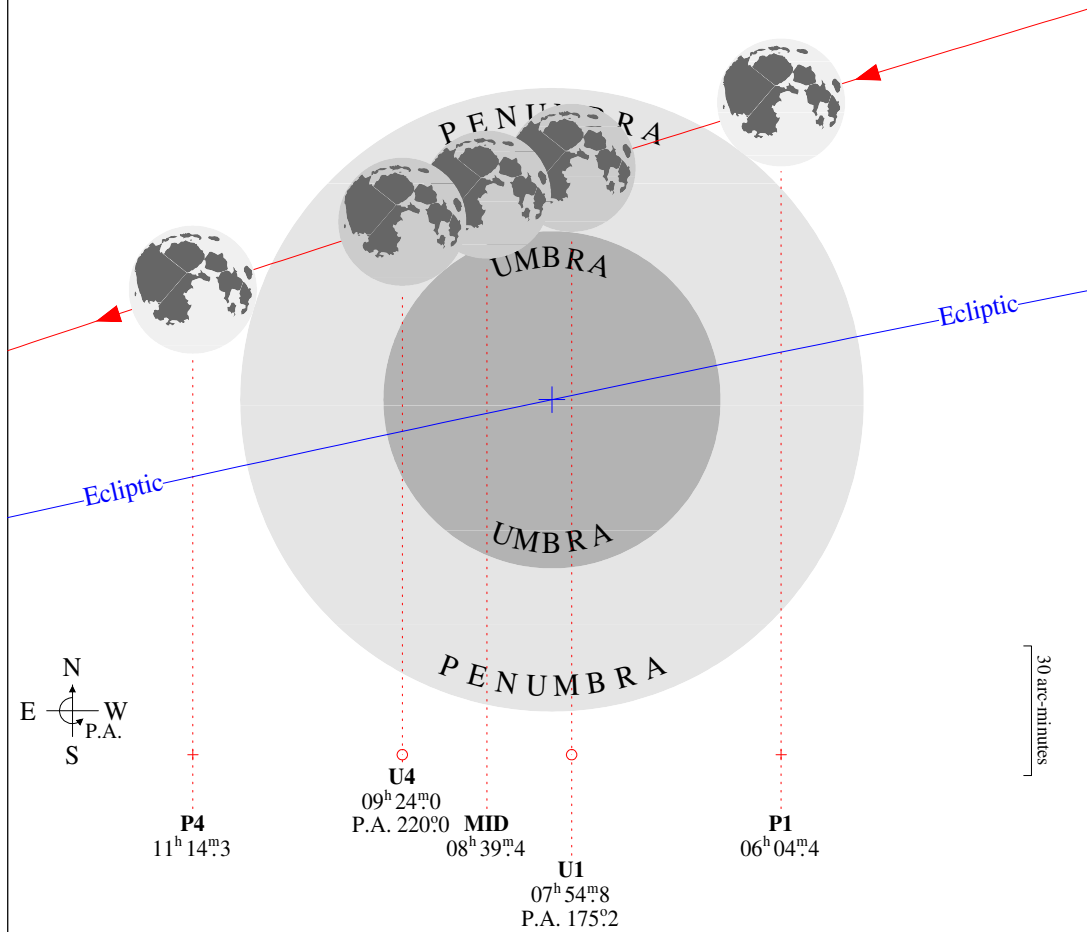 PENUMBRA
UMBRA
Ecliptic
Ecliptic
UMBRA
PENUMBRA
N
E W
S
P.A.
30 arc-minutes
U4
09ʰ 24ᵐ.0
P.A. 220°.0
P4
11ʰ 14ᵐ.3
MID
08ʰ 39ᵐ.4
P1
06ʰ 04ᵐ.4
U1
07ʰ 54ᵐ.8
P.A. 175°.2